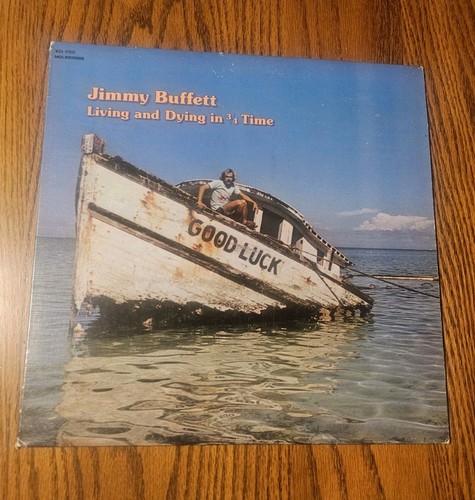 Jimmy Buffett
Living and Dying in 3/4 Time
GOOD LUCK